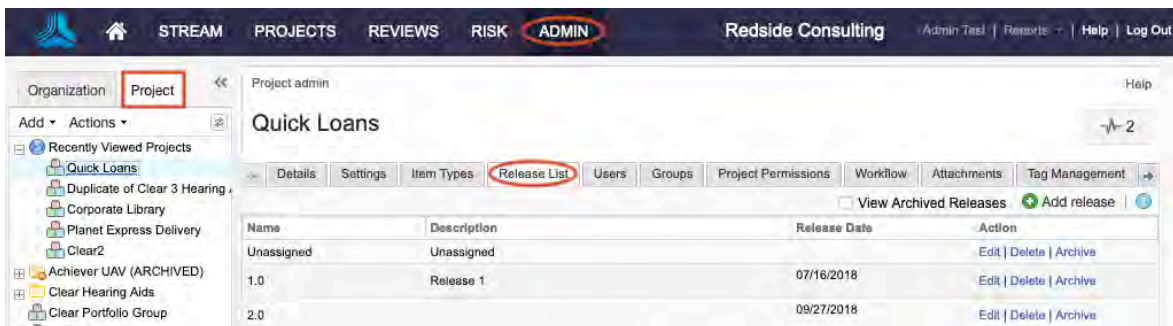 STREAM PROJECTS REVIEWS RISK ADMIN Redside Consulting Admin Test | Reports | Help | Log Out
Organization Project Project admin Help
Add Actions Quick Loans 2
Recently Viewed Projects
Quick Loans Details Settings Item Types Release List Users Groups Project Permissions Workflow Attachments Tag Management
Duplicate of Clear 3 Hearing View Archived Releases Add release
Corporate Library
Planet Express Delivery Name Description Release Date Action
Clear2 Unassigned Unassigned Edit | Delete | Archive
Achiever UAV (ARCHIVED) 1.0 Release 1 07/16/2018 Edit | Delete | Archive
Clear Hearing Aids
Clear Portfolio Group 2.0 09/27/2018 Edit | Delete | Archive